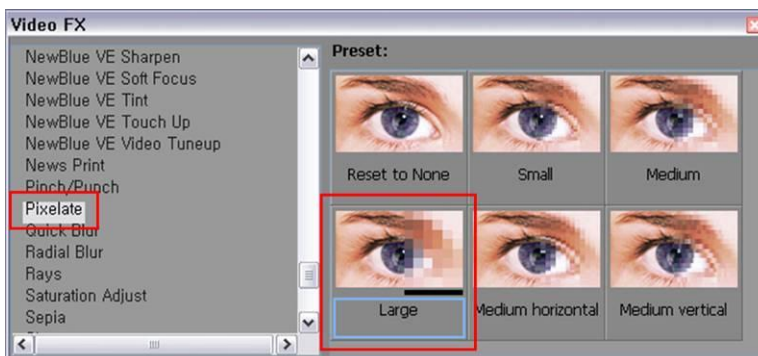 Video FX
NewBlue VE Sharpen
NewBlue VE Soft Focus
NewBlue VE Tint
NewBlue VE Touch Up
NewBlue VE Video Tuneup
News Print
Pinch/Punch
Pixelate
Quick Blur
Radial Blur
Rays
Saturation Adjust
Sepia
Preset:
Reset to None
Small
Medium
Large
Medium horizontal
Medium vertical